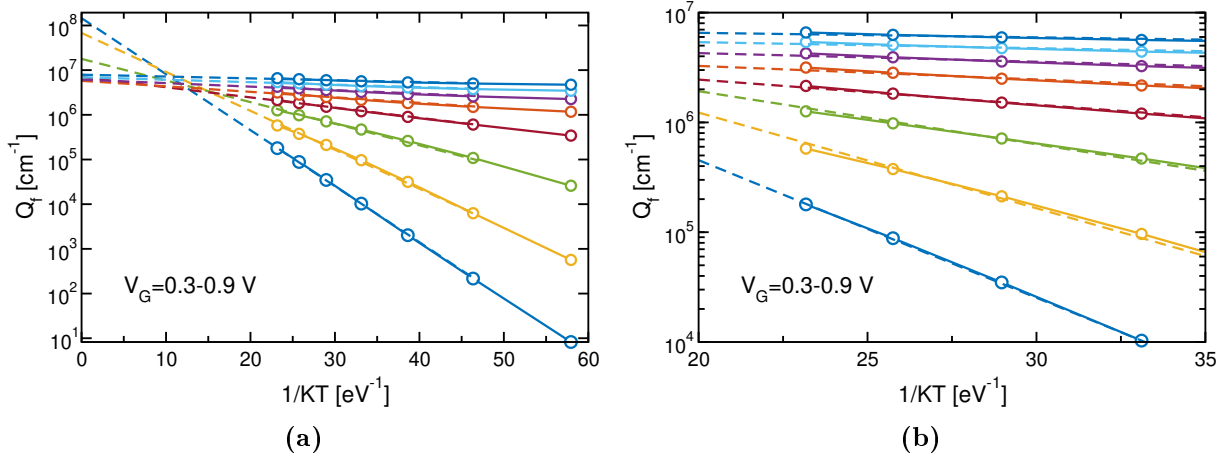 10^8
10^7
10^6
10^5
10^4
10^3
10^2
10^1
Q_f [cm^-1]
V_G=0.3-0.9 V
0 10 20 30 40 50 60
1/KT [eV^-1]
(a)
10^7
10^6
10^5
10^4
Q_f [cm^-1]
V_G=0.3-0.9 V
20 25 30 35
1/KT [eV^-1]
(b)